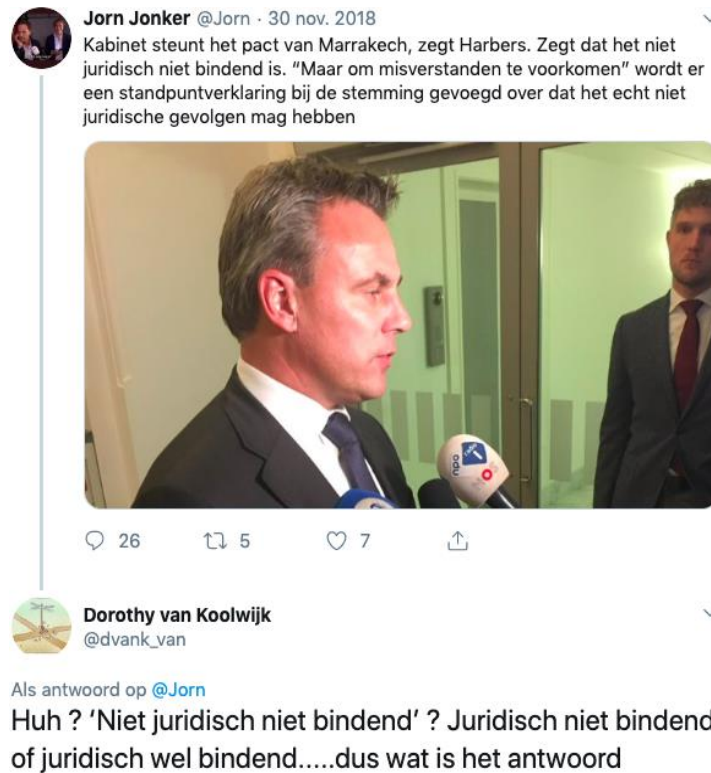 Jorn Jonker @Jorn · 30 nov. 2018
Kabinet steunt het pact van Marrakech, zegt Harbers. Zegt dat het niet
juridisch niet bindend is. “Maar om misverstanden te voorkomen” wordt er
een standpuntverklaring bij de stemming gevoegd over dat het echt niet
juridische gevolgen mag hebben
npo radio 1
NOS
26 5 7
Dorothy van Koolwijk
@dvank_van
Als antwoord op @Jorn
Huh ? ‘Niet juridisch niet bindend’ ? Juridisch niet bindend
of juridisch wel bindend.....dus wat is het antwoord